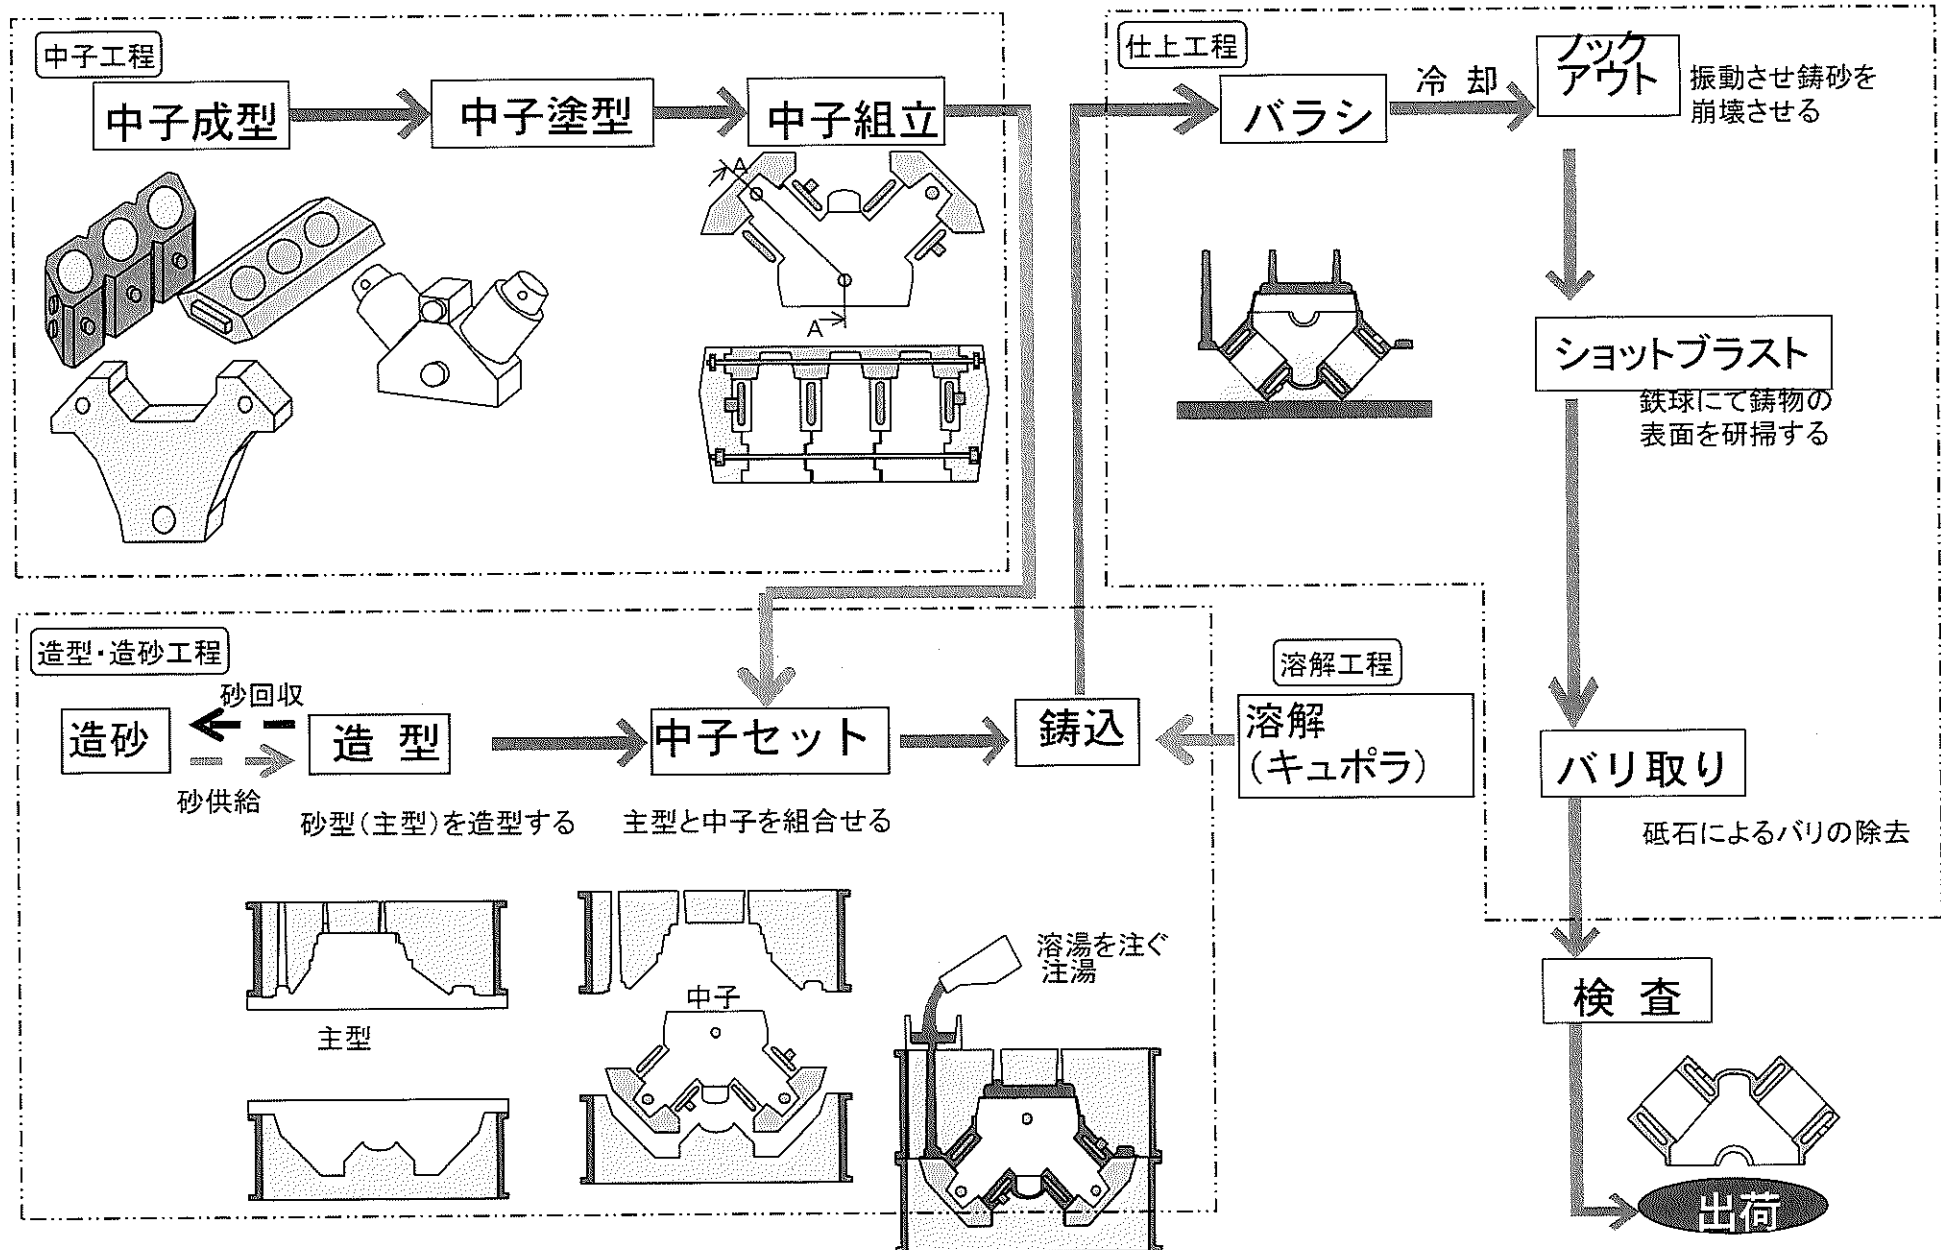 中子工程
中子成型
中子塗型
中子組立
A
A
仕上工程
バラシ
冷却
ノック
アウト
振動させ鋳砂を
崩壊させる
ショットブラスト
鉄球にて鋳物の
表面を研掃する
バリ取り
砥石によるバリの除去
検査
出荷
造型・造砂工程
造砂
砂回収
砂供給
造型
砂型(主型)を造型する
中子セット
主型と中子を組合せる
鋳込
溶解工程
溶解
(キュポラ)
主型
中子
溶湯を注ぐ
注湯